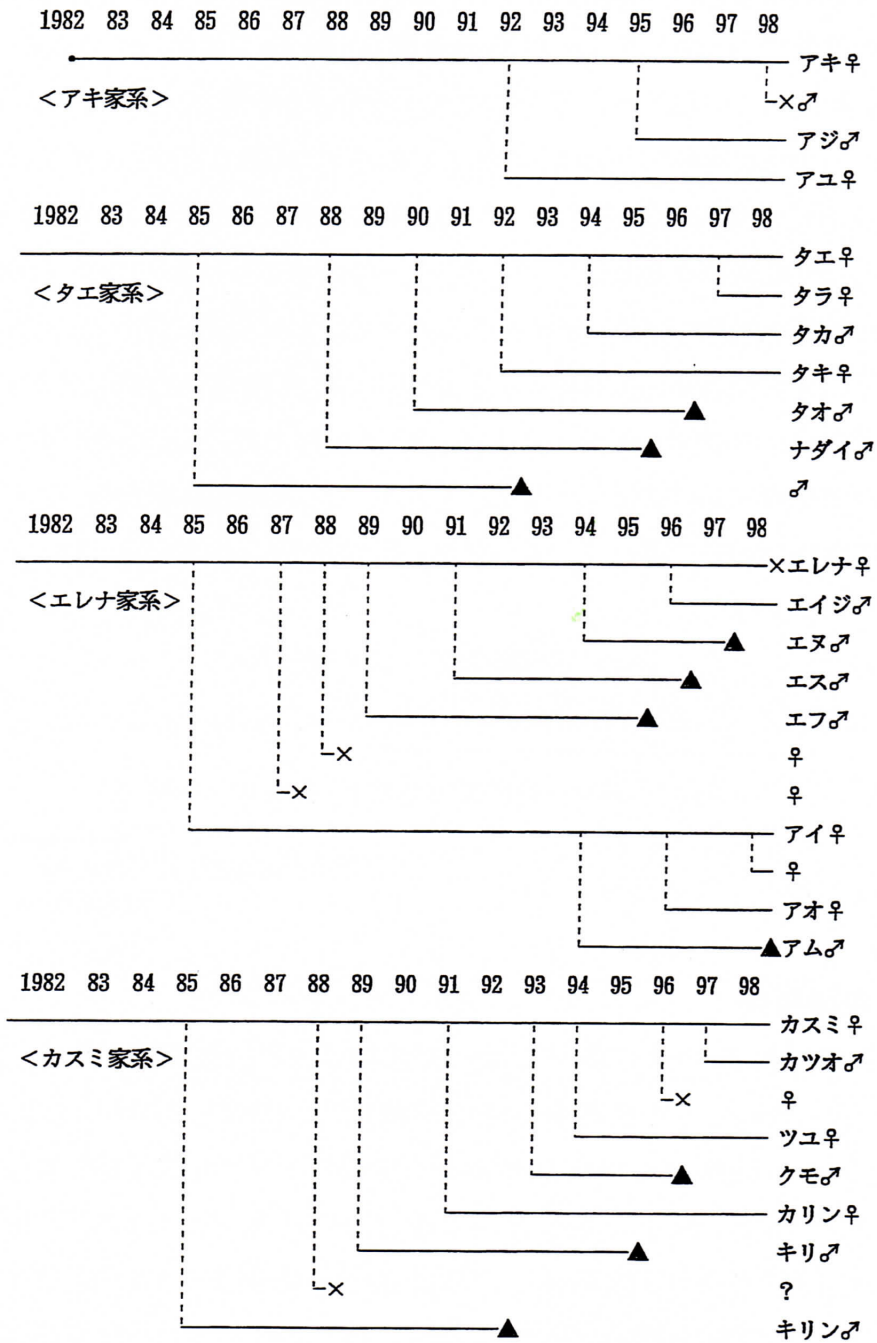 1982 83 84 85 86 87 88 89 90 91 92 93 94 95 96 97 98
アキ♀
<アキ家系>
×♂
アジ♂
アユ♀
1982 83 84 85 86 87 88 89 90 91 92 93 94 95 96 97 98
タエ♀
<タエ家系>
タラ♀
タカ♂
タキ♀
タオ♂
ナダイ♂
♂
1982 83 84 85 86 87 88 89 90 91 92 93 94 95 96 97 98
×エレナ♀
<エレナ家系>
エイジ♂
エヌ♂
エス♂
エフ♂
× ♀
× ♀
アイ♀
♀
アオ♀
アム♂
1982 83 84 85 86 87 88 89 90 91 92 93 94 95 96 97 98
カスミ♀
<カスミ家系>
カツオ♂
× ♀
ツユ♀
クモ♂
カリン♀
キリ♂
× ?
キリン♂